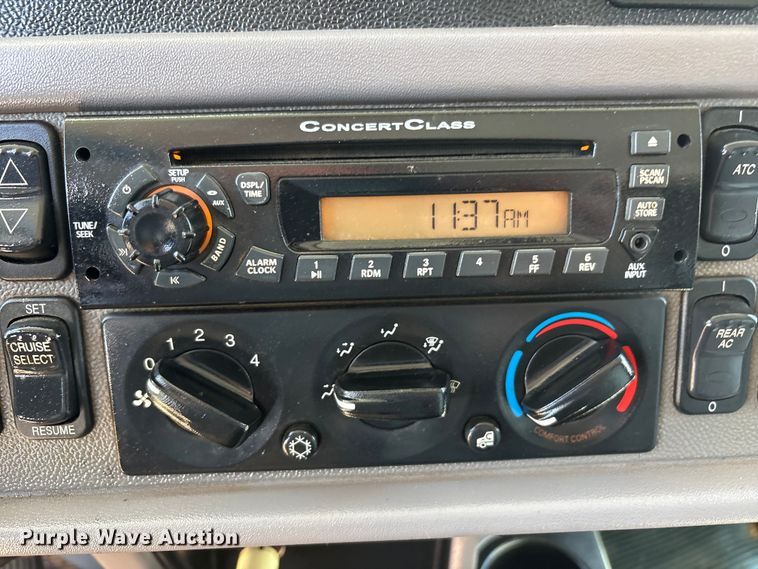 ConcertClass
SETUP
PUSH
AUX
DSPL/
TIME
SCAN/
PSCAN
ATC
I
O
AUTO
STORE
11:37AM
TUNE/
SEEK
BAND
ALARM
CLOCK
1
2
RDM
3
RPT
4
5
FF
6
REV
AUX
INPUT
SET
CRUISE
SELECT
RESUME
0
1
2
3
4
COMFORT CONTROL
I
REAR
AC
O
Purple Wave Auction